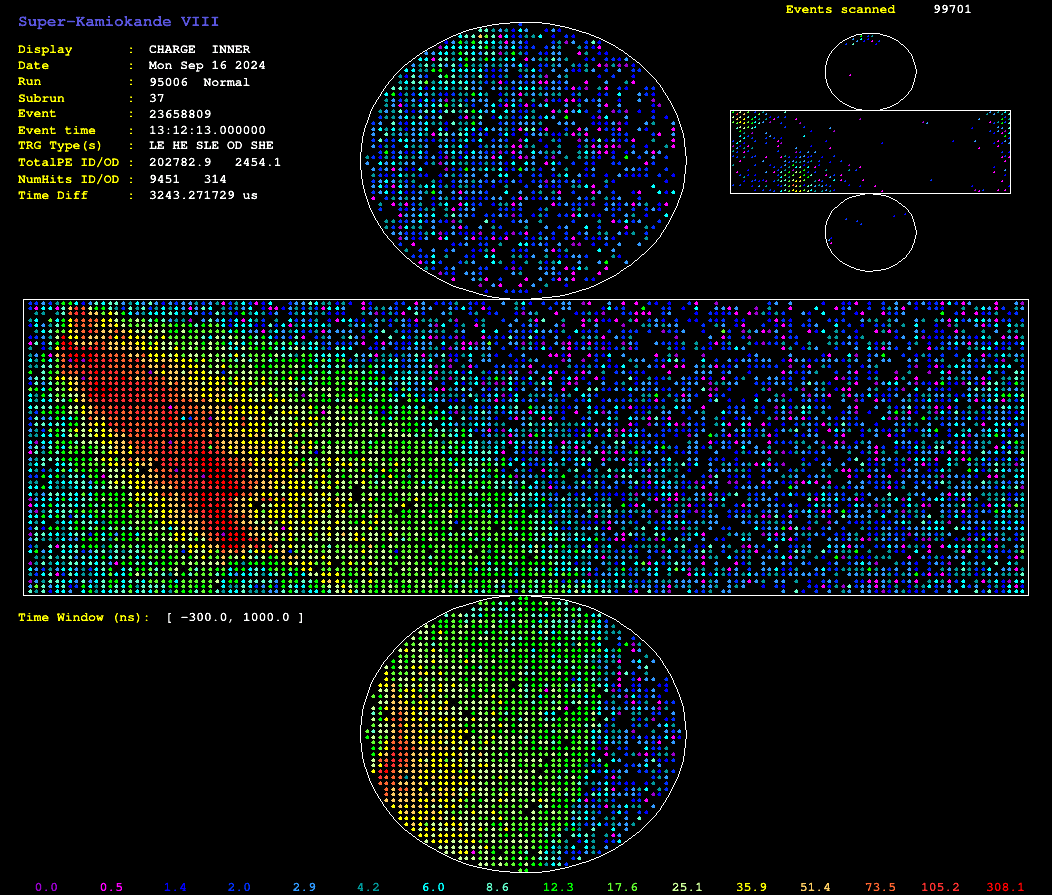 Super-Kamiokande VIII
Events scanned 99701
Display : CHARGE INNER
Date : Mon Sep 16 2024
Run : 95006 Normal
Subrun : 37
Event : 23658809
Event time : 13:12:13.000000
TRG Type(s) : LE HE SLE OD SHE
TotalPE ID/OD : 202782.9 2454.1
NumHits ID/OD : 9451 314
Time Diff : 3243.271729 us
Time Window (ns): [ -300.0, 1000.0 ]
0.0 0.5 1.4 2.0 2.9 4.2 6.0 8.6 12.3 17.6 25.1 35.9 51.4 73.5 105.2 308.1